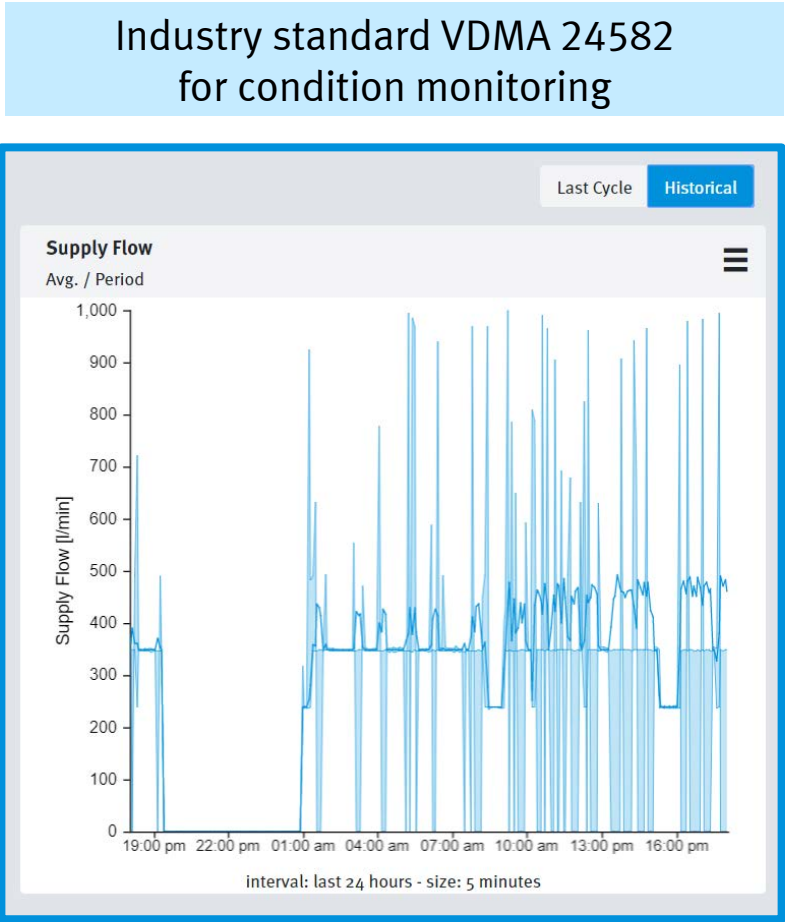 Industry standard VDMA 24582
for condition monitoring
Last Cycle
Historical
Supply Flow
Avg. / Period
1,000
900
800
700
600
500
400
300
200
100
0
Supply Flow [l/min]
19:00 pm 22:00 pm 01:00 am 04:00 am 07:00 am 10:00 am 13:00 pm 16:00 pm
interval: last 24 hours - size: 5 minutes